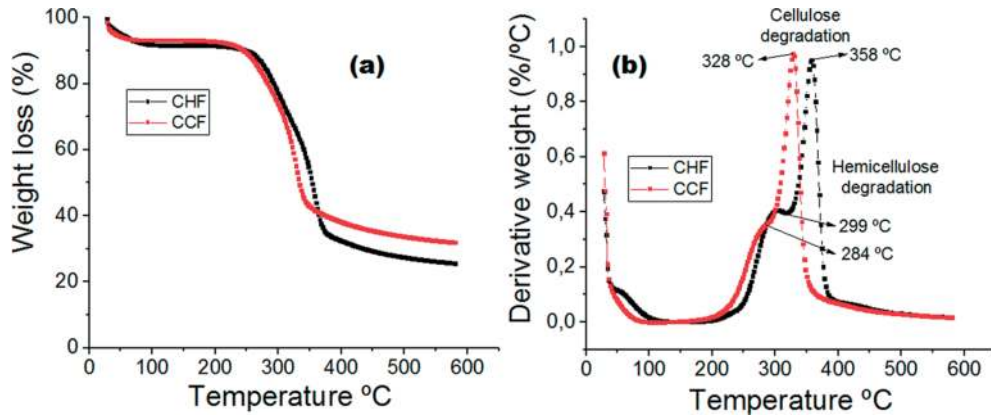 Weight loss (%)
100
80
60
40
20
0
(a)
CHF
CCF
0 100 200 300 400 500 600
Temperature ºC
Derivative weight (%/ºC)
1,0
0,8
0,6
0,4
0,2
0,0
(b)
Cellulose
degradation
328 ºC
358 ºC
CHF
CCF
Hemicellulose
degradation
299 ºC
284 ºC
0 100 200 300 400 500 600
Temperature ºC